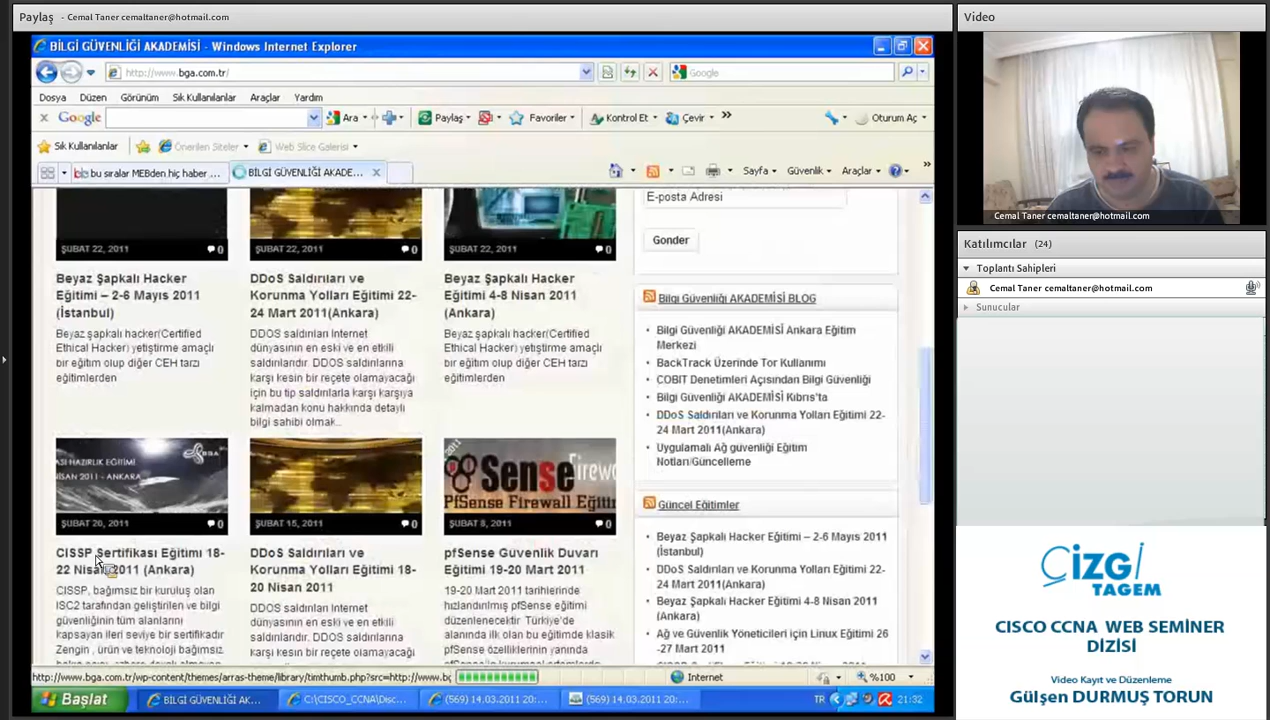 Paylaş - Cemal Taner cemaltaner@hotmail.com
BİLGİ GÜVENLİĞİ AKADEMİSİ - Windows Internet Explorer
http://www.bga.com.tr/
Google
Dosya Düzen Görünüm Sık Kullanılanlar Araçlar Yardım
Google Ara Paylaş Favoriler Kontrol Et Çevir Oturum Aç
Sık Kullanılanlar Önerilen Siteler Web Slice Galerisi
bu sıralar MEBden hiç haber ... BİLGİ GÜVENLİĞİ AKADE... Sayfa Güvenlik Araçlar
ŞUBAT 22, 2011 0
ŞUBAT 22, 2011 0
ŞUBAT 22, 2011 0
Beyaz Şapkalı Hacker
Eğitimi – 2-6 Mayıs 2011
(İstanbul)
Beyaz şapkalı hacker(Certified
Ethical Hacker) yetiştirme amaçlı
bir eğitim olup diğer CEH tarzı
eğitimlerden
DDoS Saldırıları ve
Korunma Yolları Eğitimi 22-
24 Mart 2011(Ankara)
DDOS saldırıları Internet
dünyasının en eski ve en etkili
saldırılarıdır. DDOS saldırılarına
karşı kesin bir reçete olamayacağı
için bu tip saldırılarla karşı karşıya
kalmadan konu hakkında detaylı
bilgi sahibi olmak...
Beyaz Şapkalı Hacker
Eğitimi 4-8 Nisan 2011
(Ankara)
Beyaz şapkalı hacker(Certified
Ethical Hacker) yetiştirme amaçlı
bir eğitim olup diğer CEH tarzı
eğitimlerden
ASI HAZIRLIK EĞİTİMİ
NİSAN 2011 - ANKARA
BGA
ŞUBAT 20, 2011 0
ŞUBAT 15, 2011 0
2011
Sense Firew
PfSense Firewall Eğitim
ŞUBAT 8, 2011 0
CISSP Sertifikası Eğitimi 18-
22 Nisan 2011 (Ankara)
CISSP, bağımsız bir kuruluş olan
ISC2 tarafından geliştirilen ve bilgi
güvenliğinin tüm alanlarını
kapsayan ileri seviye bir sertifikadır
Zengin , ürün ve teknoloji bağımsız
DDoS Saldırıları ve
Korunma Yolları Eğitimi 18-
20 Nisan 2011
DDOS saldırıları Internet
dünyasının en eski ve en etkili
saldırılarıdır. DDOS saldırılarına
karşı kesin bir reçete olamayacağı
pfSense Güvenlik Duvarı
Eğitimi 19-20 Mart 2011
19-20 Mart 2011 tarihlerinde
hızlandırılmış pfSense eğitimi
düzenlenecektir. Türkiye'de
alanında ilk olan bu eğitimde klasik
pfSense özelliklerinin yanında
E-posta Adresi
Gonder
Bilgi Güvenliği AKADEMİSİ BLOG
Bilgi Güvenliği AKADEMİSİ Ankara Eğitim
Merkezi
BackTrack Üzerinde Tor Kullanımı
COBIT Denetimleri Açısından Bilgi Güvenliği
Bilgi Güvenliği AKADEMİSİ Kıbrıs'ta
DDoS Saldırıları ve Korunma Yolları Eğitimi 22-
24 Mart 2011(Ankara)
Uygulamalı Ağ güvenliği Eğitim
Notları/Güncelleme
Güncel Eğitimler
Beyaz Şapkalı Hacker Eğitimi – 2-6 Mayıs 2011
(İstanbul)
DDoS Saldırıları ve Korunma Yolları Eğitimi 22-
24 Mart 2011(Ankara)
Beyaz Şapkalı Hacker Eğitimi 4-8 Nisan 2011
(Ankara)
Ağ ve Güvenlik Yöneticileri için Linux Eğitimi 26
-27 Mart 2011
http://www.bga.com.tr/wp-content/themes/arras-theme/library/timthumb.php?src=http://www.bg Internet %100
Başlat BİLGİ GÜVENLİĞİ AK... C:\CISCO_CCNA\Disc... (569) 14.03.2011 20:... (569) 14.03.2011 20:... TR 21:32
Video
Cemal Taner cemaltaner@hotmail.com
Katılımcılar (24)
Toplantı Sahipleri
Cemal Taner cemaltaner@hotmail.com
Sunucular
ÇİZGİ
TAGEM
CISCO CCNA WEB SEMİNER
DİZİSİ
Video Kayıt ve Düzenleme
Gülşen DURMUŞ TORUN